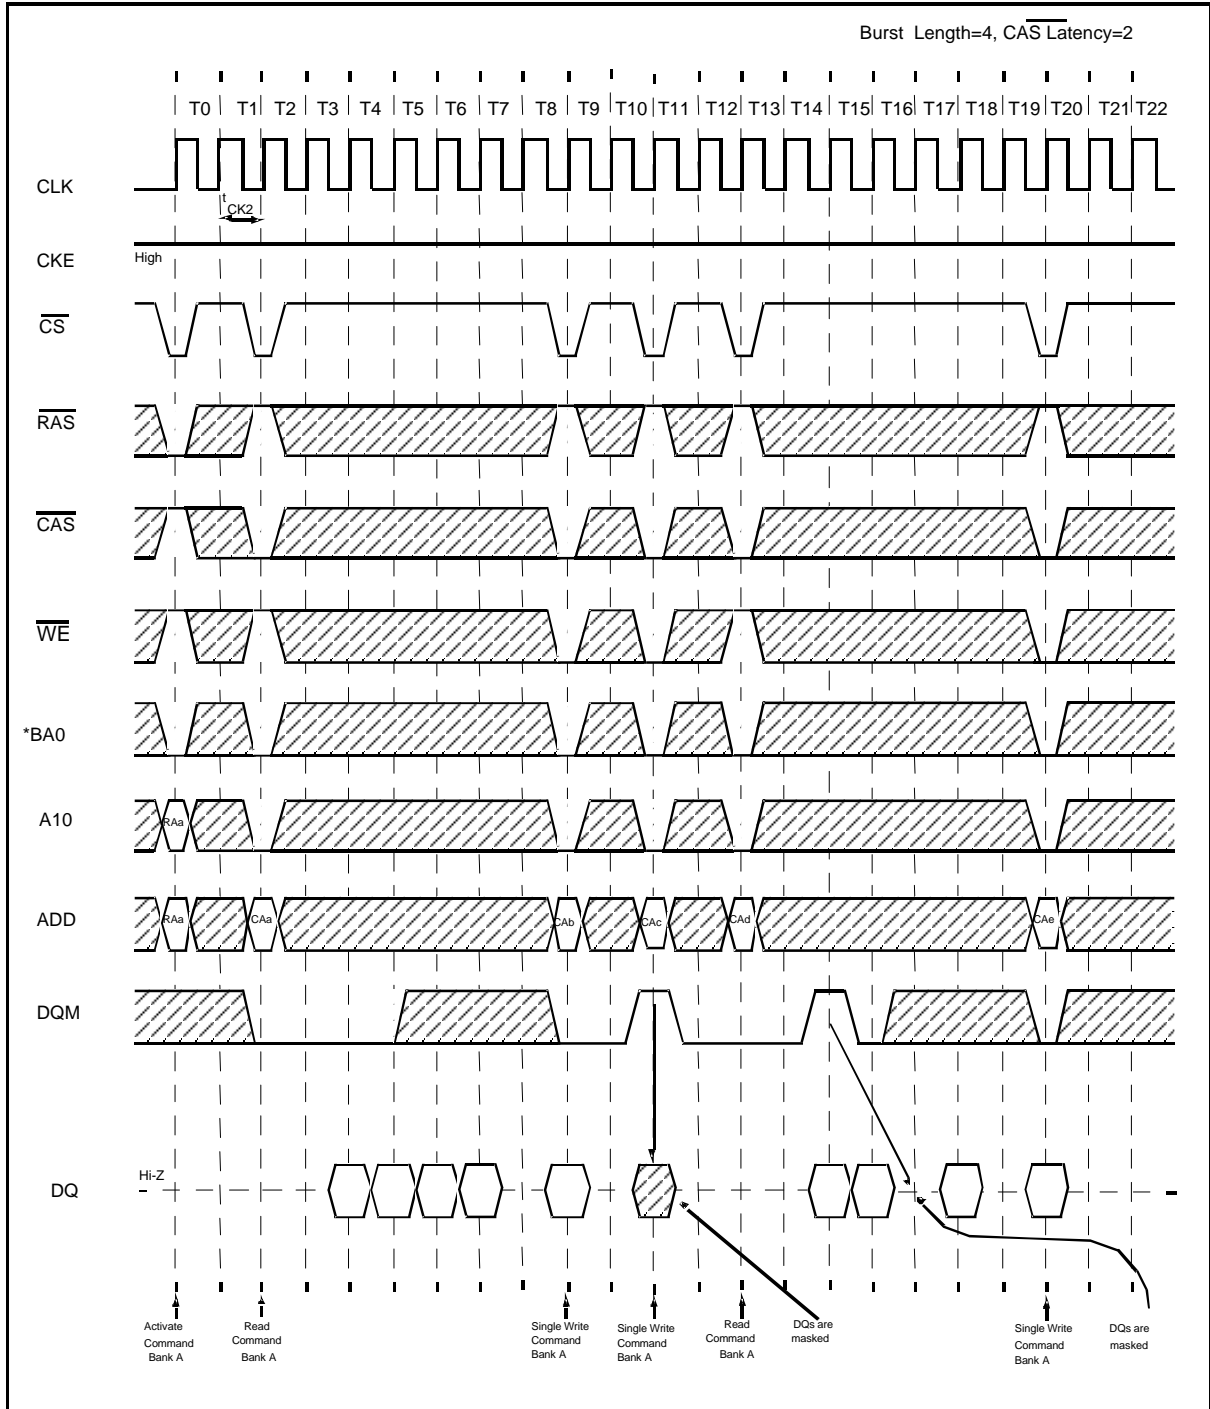 Burst Length=4, CAS Latency=2
T0 T1 T2 T3 T4 T5 T6 T7 T8 T9 T10 T11 T12 T13 T14 T15 T16 T17 T18 T19 T20 T21 T22
CLK
t
CK2
CKE
High
CS
RAS
CAS
WE
*BA0
A10
RAa
ADD
RAa CAa CAb CAc CAd CAe
DQM
Hi-Z
DQ
Activate
Command
Bank A
Read
Command
Bank A
Single Write
Command
Bank A
Single Write
Command
Bank A
Read
Command
Bank A
DQs are
masked
Single Write
Command
Bank A
DQs are
masked